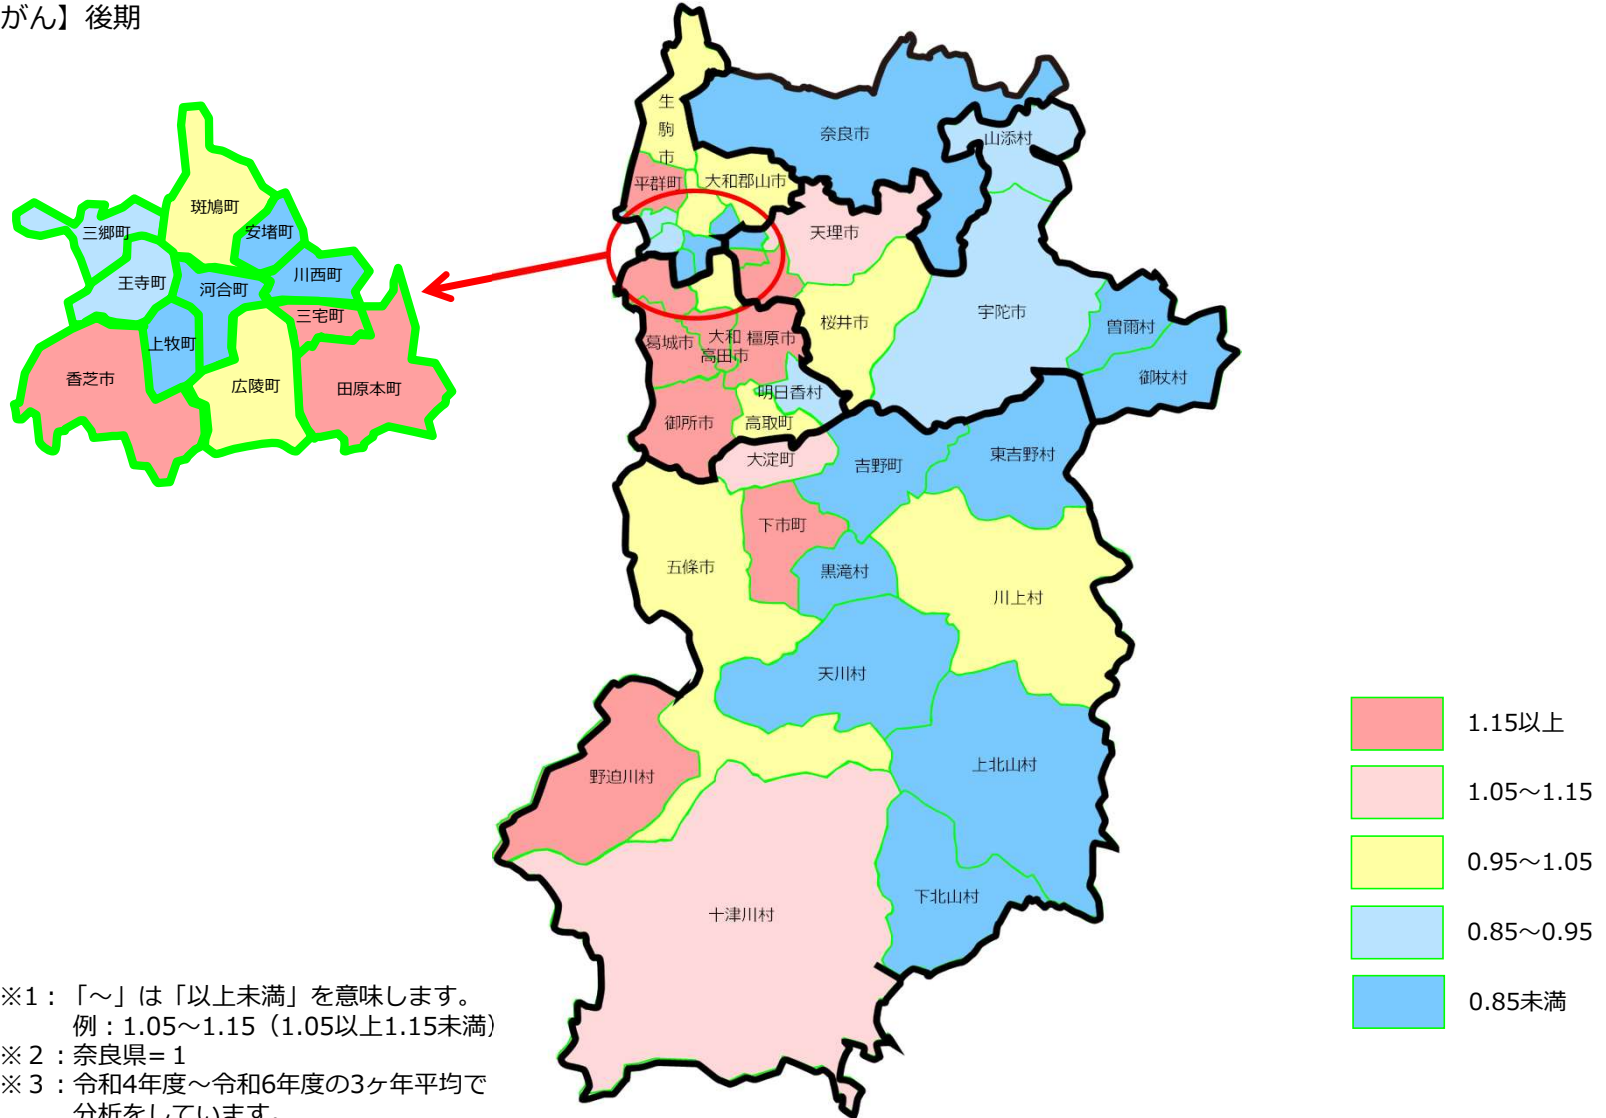 がん】後期
生
駒
市
奈良市
山添村
平群町
大和郡山市
天理市
宇陀市
桜井市
曽爾村
御杖村
葛城市
大和
高田市
橿原市
明日香村
御所市
高取町
大淀町
吉野町
東吉野村
下市町
五條市
黒滝村
川上村
天川村
野迫川村
上北山村
下北山村
十津川村
斑鳩町
安堵町
三郷町
王寺町
河合町
川西町
三宅町
上牧町
香芝市
広陵町
田原本町
1.15以上
1.05～1.15
0.95～1.05
0.85～0.95
0.85未満
※1：「～」は「以上未満」を意味します。
例：1.05～1.15（1.05以上1.15未満）
※２：奈良県=１
※３：令和4年度～令和6年度の3ヶ年平均で
分析をしています。